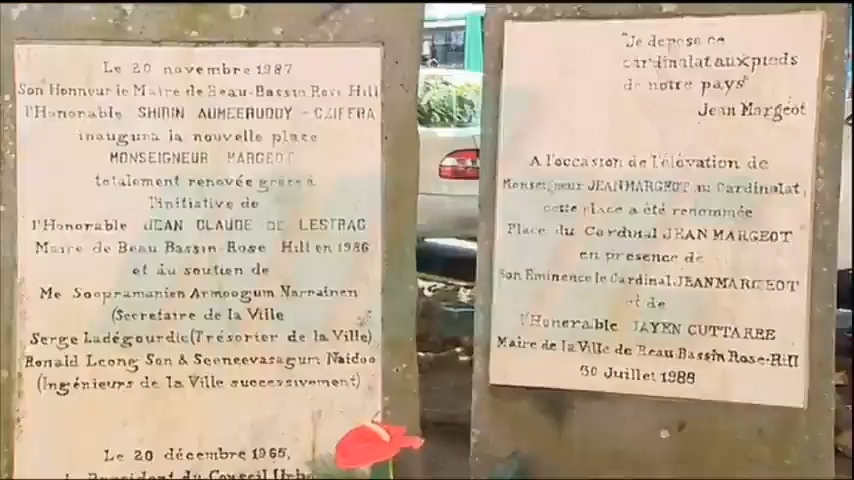 Le 20 novembre 1987
Son Honneur le Maire de Beau-Bassin Rose Hill
l'Honorable SHIRIN AUMEERUDDY - CZIFFRA
inaugura la nouvelle place
MONSEIGNEUR MARGEOT
totalement renovée grâce à
l'initiative de
l'Honorable JEAN CLAUDE DE LESTRAC
Maire de Beau Bassin-Rose Hill en 1986
et au soutien de
Me Soopramanien Armoogum Narrainen
(Secretaire de la Ville
Serge Ladégourdie (Trésorier de la Ville)
Ronald Leong Son & Seeneevasagum Naidoo
(Ingénieurs de la Ville successivement)
Le 20 décembre 1965,
Le President du Conseil
"Je depose ce
cardinalat aux pieds
de notre pays"
Jean Margéot
A l'occasion de l'élévation de
Monseigneur JEAN MARGEOT au Cardinalat,
cette place a été renommée
Place du Cardinal JEAN MARGEOT
en presence de
Son Eminence le Cardinal JEAN MARGEOT
et de
l'Honorable JAYEN CUTTAREE
Maire de la Ville de Beau Bassin Rose-Hill
30 Juillet 1988